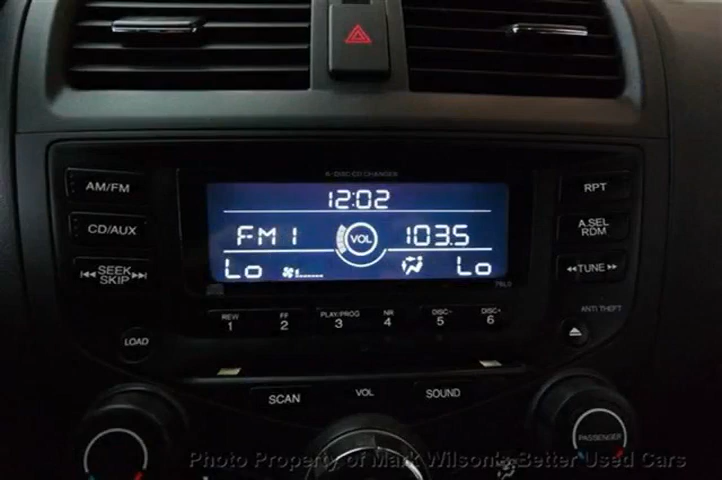 6-DISC CD CHANGER
AM/FM
12:02
RPT
CD/AUX
FM1 VOL 103.5
A.SEL
RDM
SEEK
SKIP
Lo Lo
TUNE
REW FF PLAY/PROG NR DISC- DISC+
1 2 3 4 5 6
ANTI THEFT
LOAD
SCAN VOL SOUND
PASSENGER
Photo Property of Mark Wilson's Better Used Cars